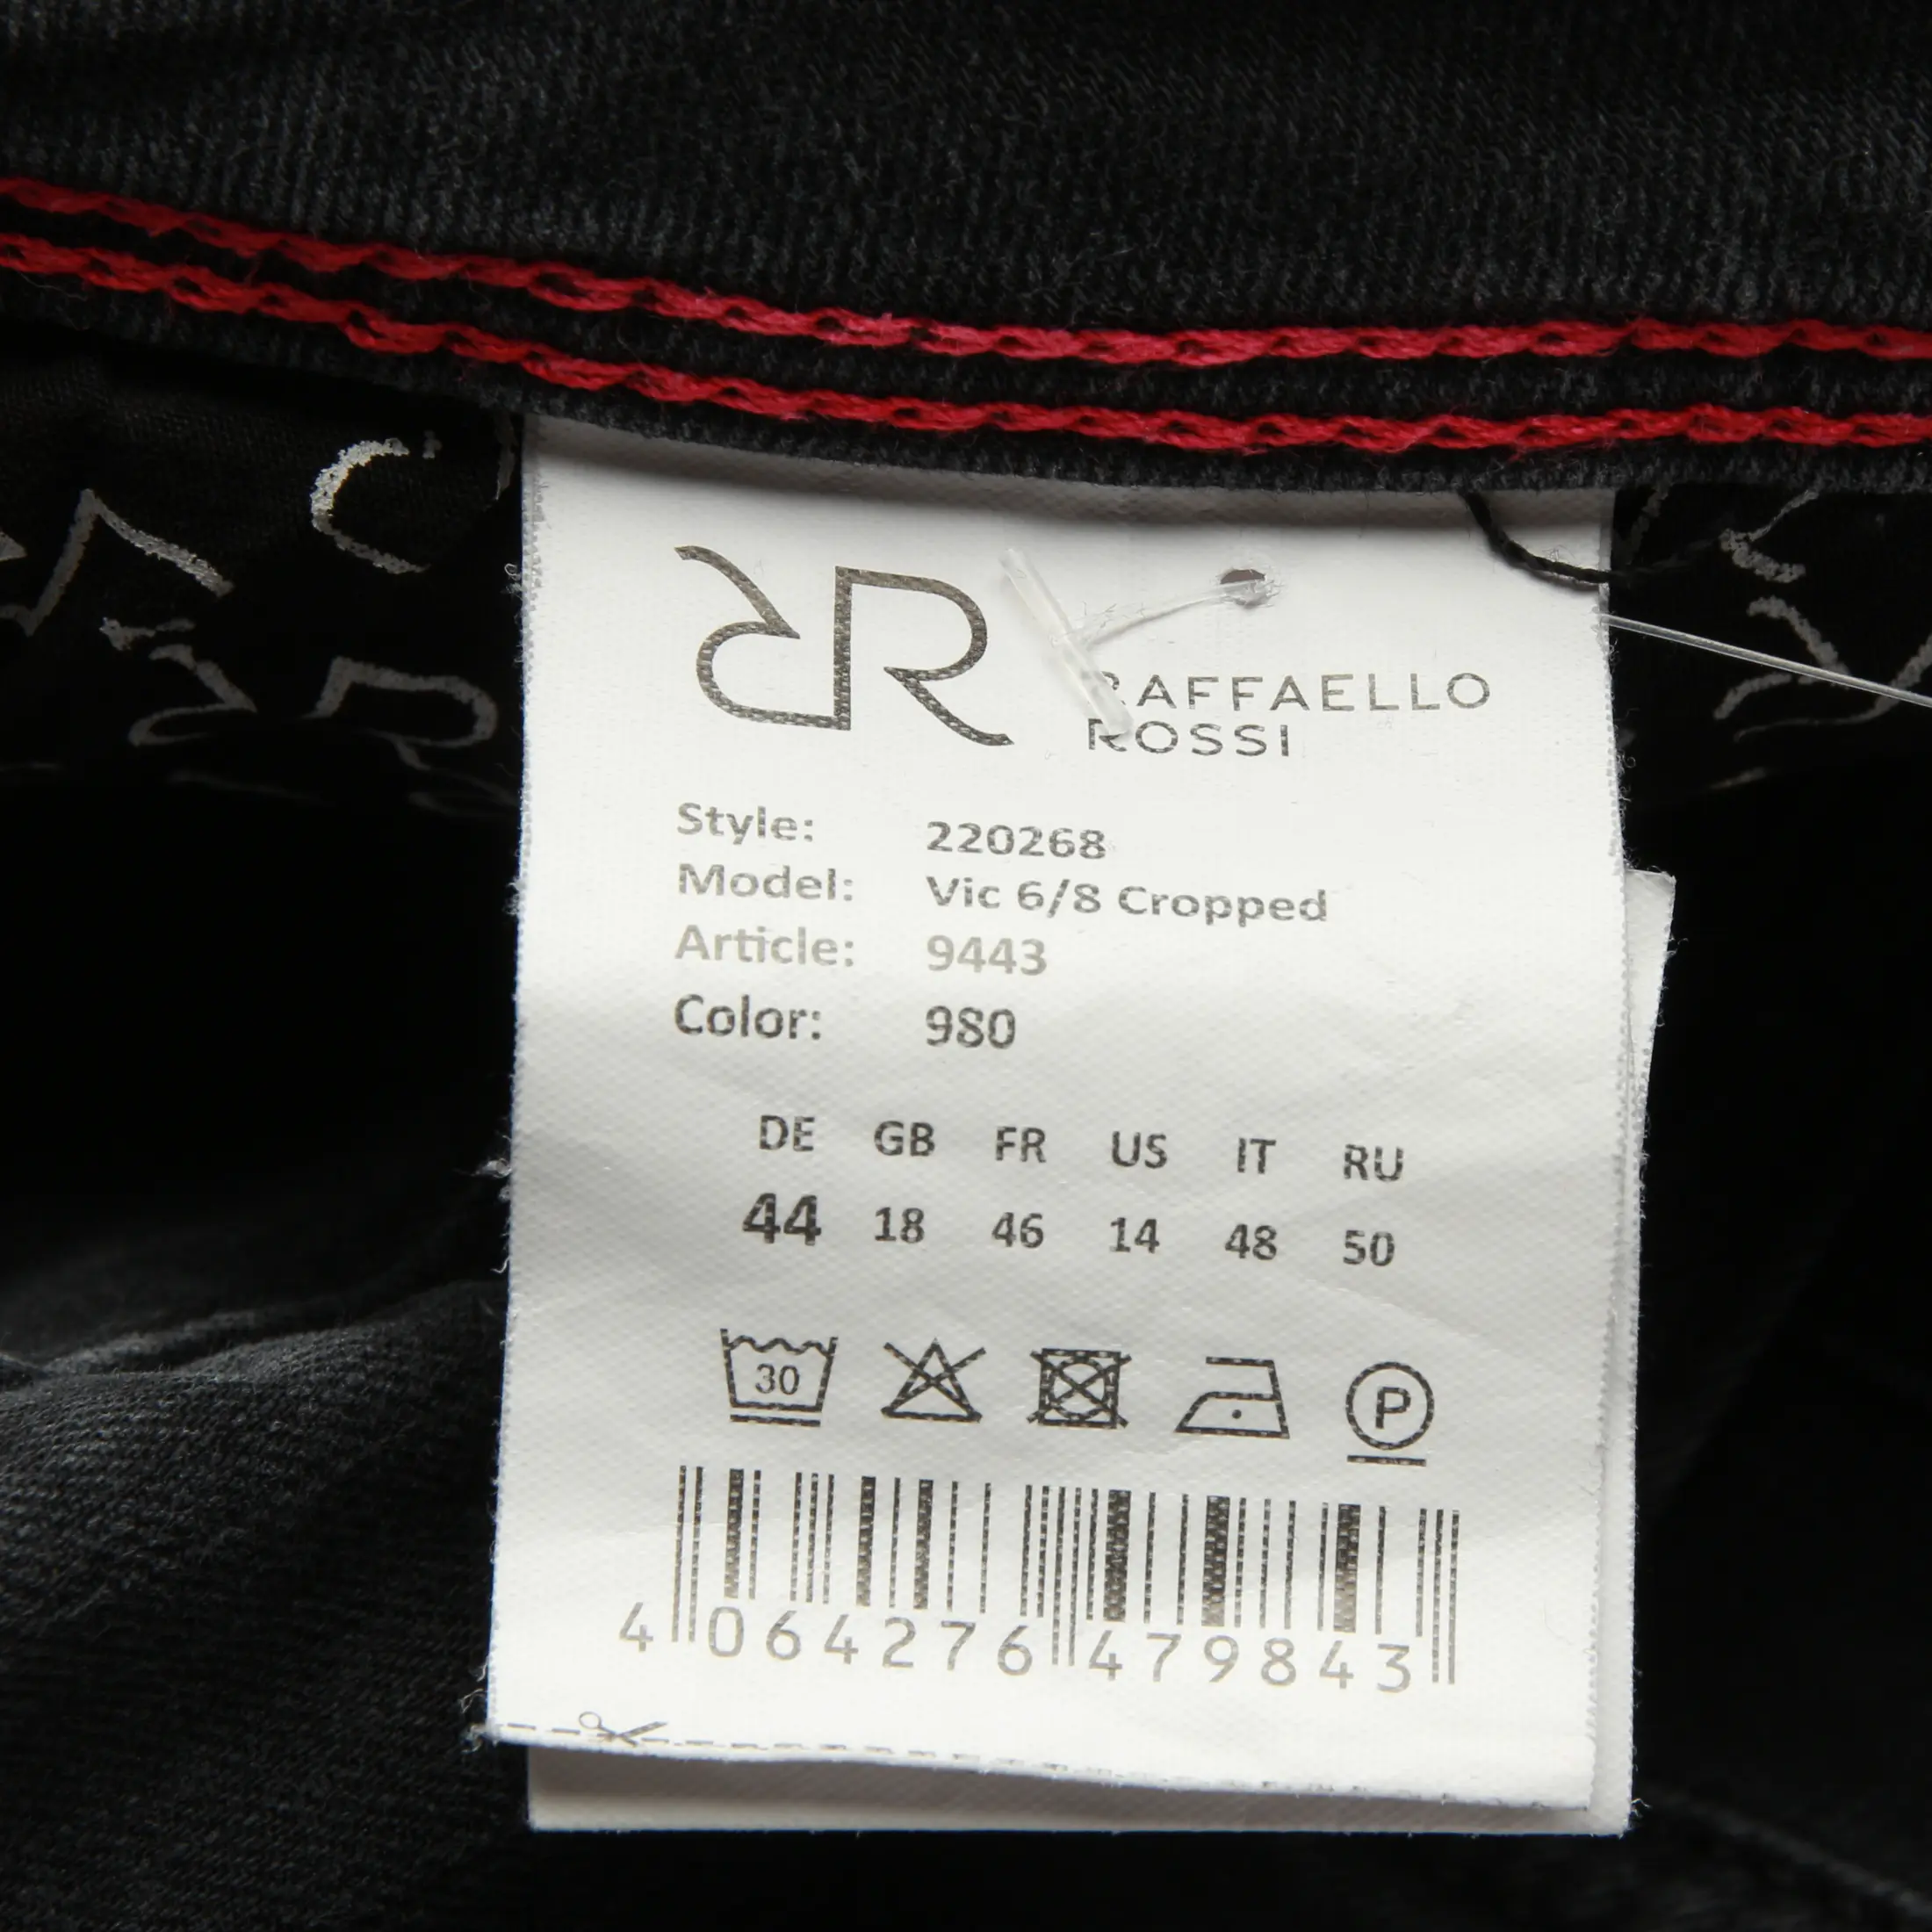 RAFFAELLO
ROSSI
Style: 220268
Model: Vic 6/8 Cropped
Article: 9443
Color: 980
DE GB FR US IT RU
44 18 46 14 48 50
30 P
4 064276 479843